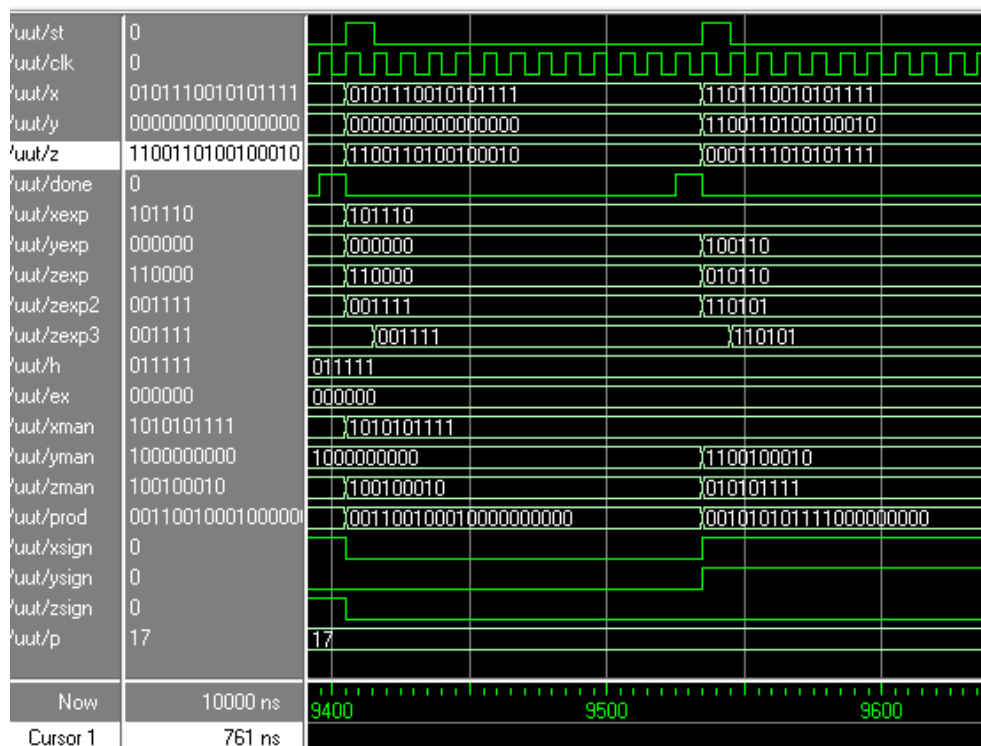 /uut/st 0
/uut/clk 0
/uut/x 0101110010101111 0101110010101111 1101110010101111
/uut/y 0000000000000000 0000000000000000 1100110100100010
/uut/z 1100110100100010 1100110100100010 0001111010101111
/uut/done 0
/uut/xexp 101110 101110
/uut/yexp 000000 000000 100110
/uut/zexp 110000 110000 010110
/uut/zexp2 001111 001111 110101
/uut/zexp3 001111 001111 110101
/uut/h 011111 011111
/uut/ex 000000 000000
/uut/xman 1010101111 1010101111
/uut/yman 1000000000 1000000000 1100100010
/uut/zman 100100010 100100010 010101111
/uut/prod 0011001000100000 00110010001000000000 00101010111100000000
/uut/xsign 0
/uut/ysign 0
/uut/zsign 0
/uut/p 17 17
Now 10000 ns 9400 9500 9600
Cursor 1 761 ns